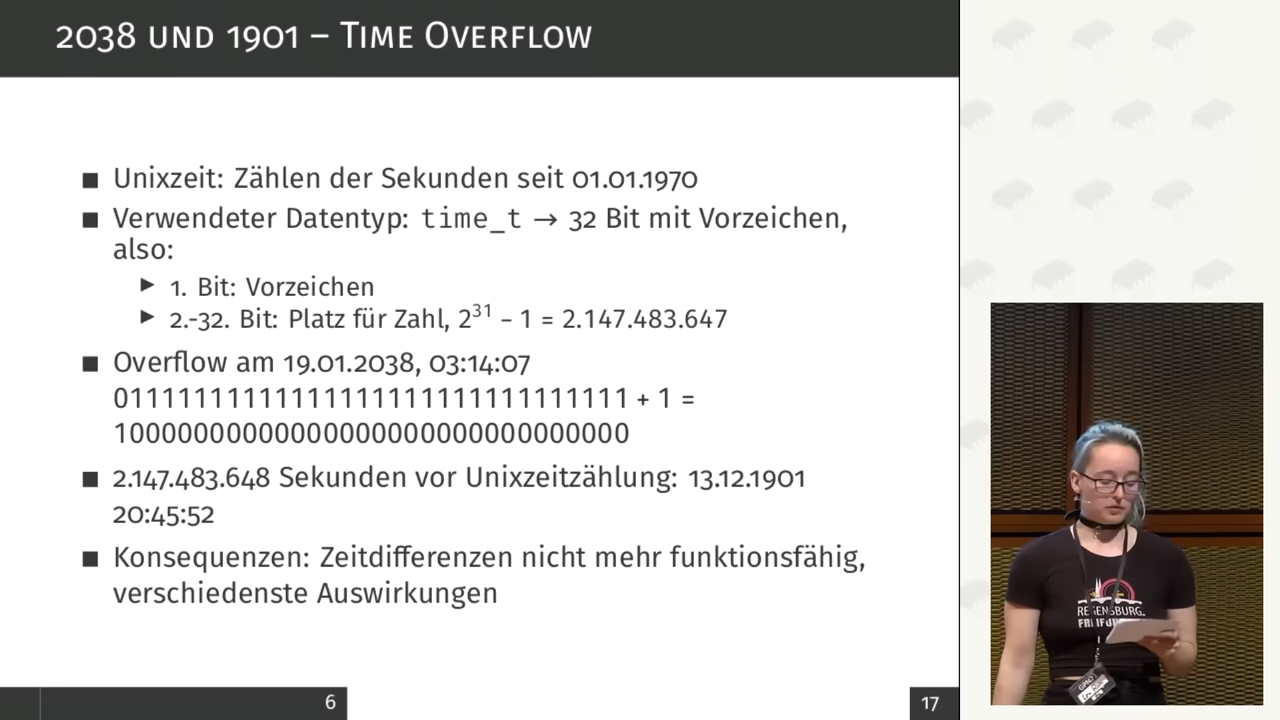 2038 UND 1901 – TIME OVERFLOW
■ Unixzeit: Zählen der Sekunden seit 01.01.1970
■ Verwendeter Datentyp: time_t → 32 Bit mit Vorzeichen,
also:
▶ 1. Bit: Vorzeichen
▶ 2.-32. Bit: Platz für Zahl, 2³¹ – 1 = 2.147.483.647
■ Overflow am 19.01.2038, 03:14:07
01111111111111111111111111111111 + 1 =
10000000000000000000000000000000
■ 2.147.483.648 Sekunden vor Unixzeitzählung: 13.12.1901
20:45:52
■ Konsequenzen: Zeitdifferenzen nicht mehr funktionsfähig,
verschiedenste Auswirkungen
6
17
REGENSBURG.